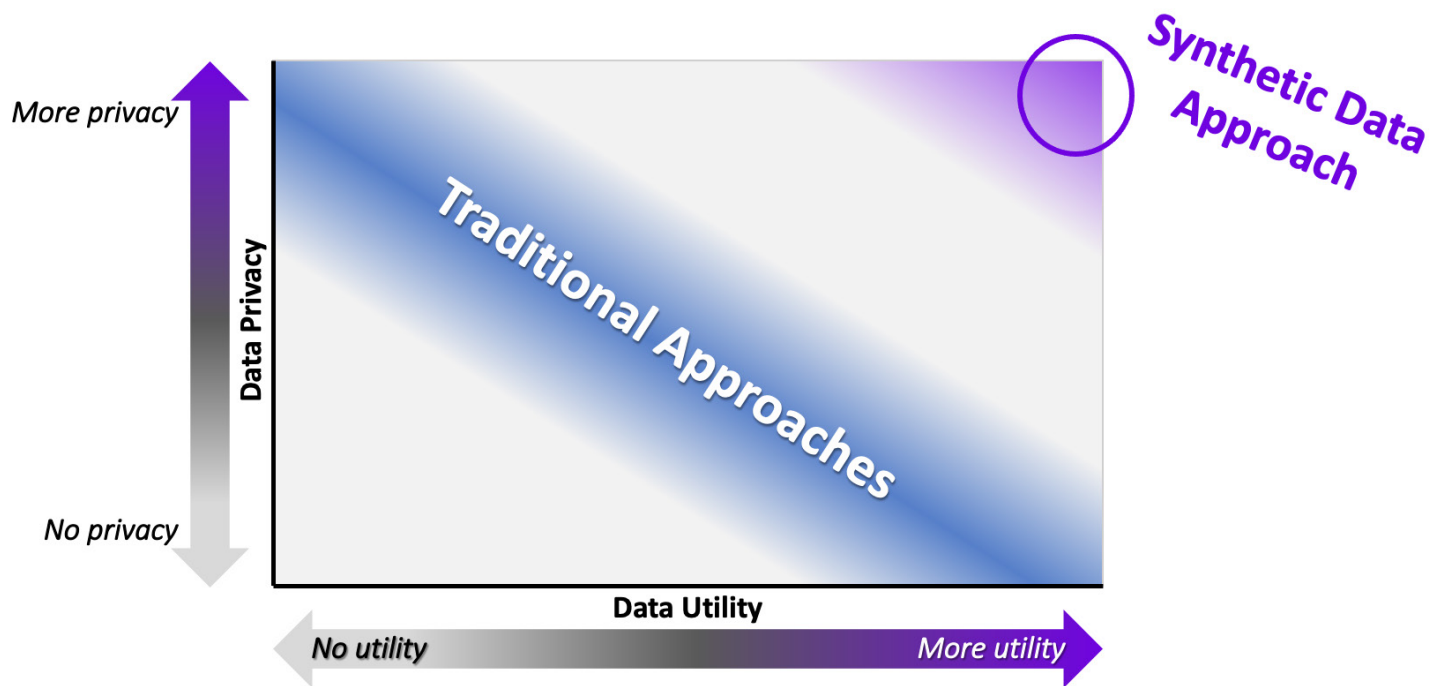 Synthetic Data
Approach
More privacy
Data Privacy
Traditional Approaches
No privacy
Data Utility
No utility
More utility